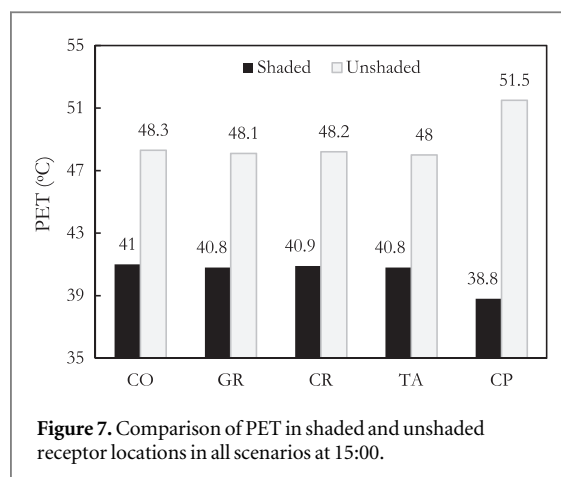 55
51
47
43
39
35
PET (ºC)
Shaded
Unshaded
48.3
48.1
48.2
48
51.5
41
40.8
40.9
40.8
38.8
CO
GR
CR
TA
CP
Figure 7. Comparison of PET in shaded and unshaded
receptor locations in all scenarios at 15:00.